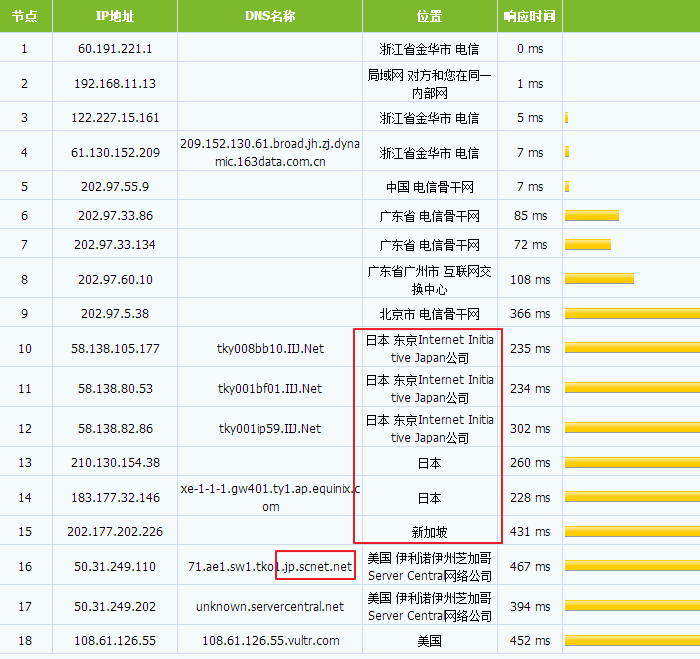 节点 IP地址 DNS名称 位置 响应时间
1 60.191.221.1 浙江省金华市 电信 0 ms
2 192.168.11.13 局域网 对方和您在同一 1 ms
内部网
3 122.227.15.161 浙江省金华市 电信 5 ms
4 61.130.152.209 209.152.130.61.broad.jh.zj.dyna 浙江省金华市 电信 7 ms
mic.163data.com.cn
5 202.97.55.9 中国 电信骨干网 7 ms
6 202.97.33.86 广东省 电信骨干网 85 ms
7 202.97.33.134 广东省 电信骨干网 72 ms
8 202.97.60.10 广东省广州市 互联网交 108 ms
换中心
9 202.97.5.38 北京市 电信骨干网 366 ms
10 58.138.105.177 tky008bb10.IIJ.Net 日本 东京Internet Initia 235 ms
tive Japan公司
11 58.138.80.53 tky001bf01.IIJ.Net 日本 东京Internet Initia 234 ms
tive Japan公司
12 58.138.82.86 tky001ip59.IIJ.Net 日本 东京Internet Initia 302 ms
tive Japan公司
13 210.130.154.38 日本 260 ms
14 183.177.32.146 xe-1-1-1.gw401.ty1.ap.equinix.c 日本 228 ms
om
15 202.177.202.226 新加坡 431 ms
16 50.31.249.110 71.ae1.sw1.tko1.jp.scnet.net 美国 伊利诺伊州芝加哥 467 ms
Server Central网络公司
17 50.31.249.202 unknown.servercentral.net 美国 伊利诺伊州芝加哥 394 ms
Server Central网络公司
18 108.61.126.55 108.61.126.55.vultr.com 美国 452 ms